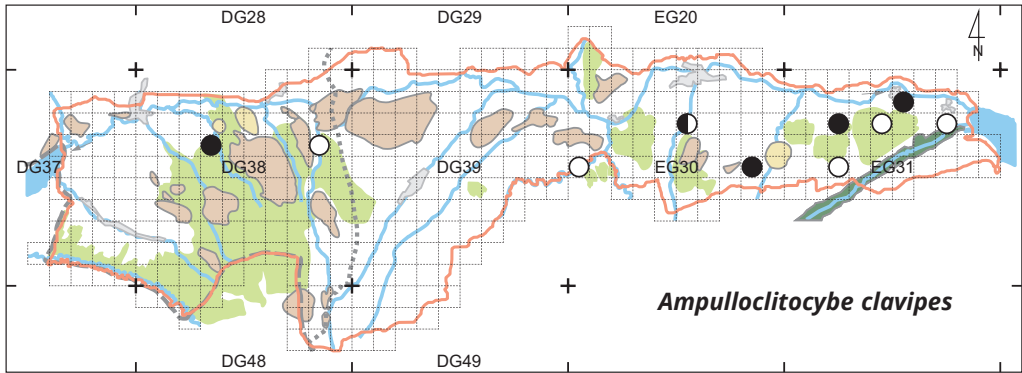 DG28 DG29 EG20
N
DG37 DG38 DG39 EG30 EG31
Ampulloclitocybe clavipes
DG48 DG49